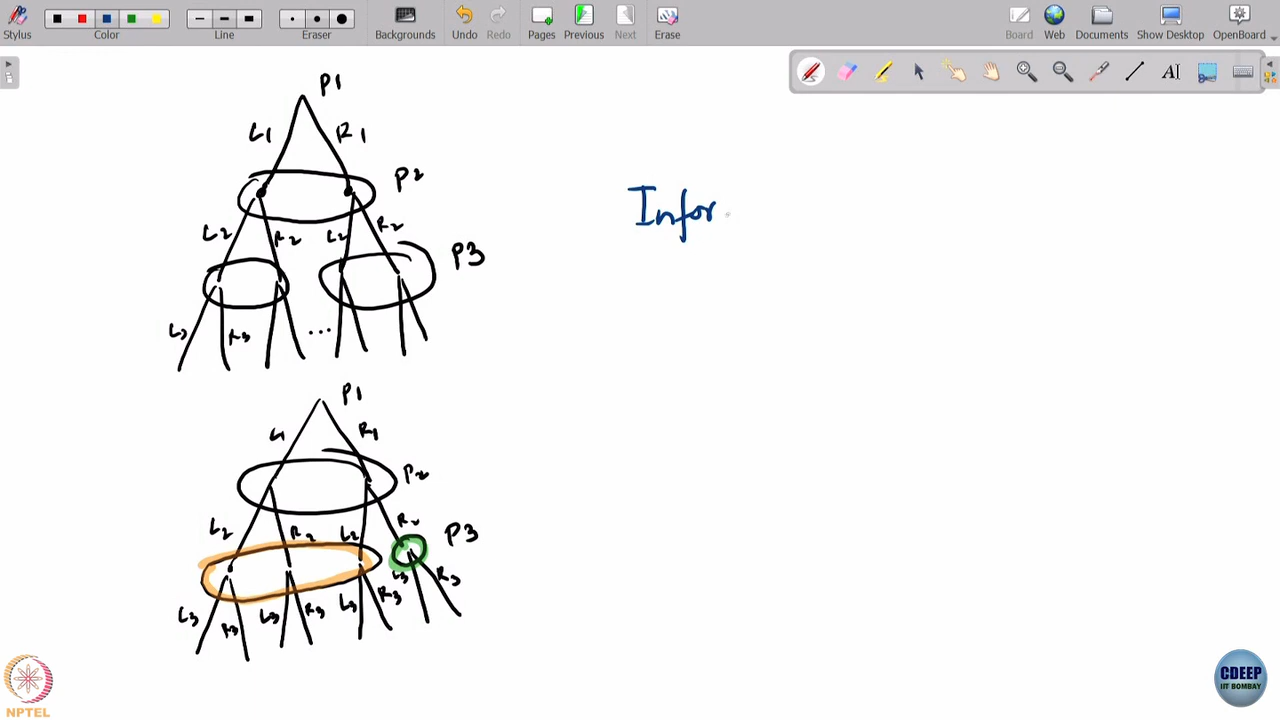 Stylus
Color
Line
Eraser
Backgrounds
Undo
Redo
Pages
Previous
Next
Erase
Board
Web
Documents
Show Desktop
OpenBoard
P1
L1 R1
P2
L2 R2 L2 R2
P3
L3 R3 ...
Infor
P1
L1 R1
P2
L2 R2 L2 R2
P3
L3 R3 L3 R3 L3 R3 L3 R3
NPTEL
CDEEP
IIT BOMBAY